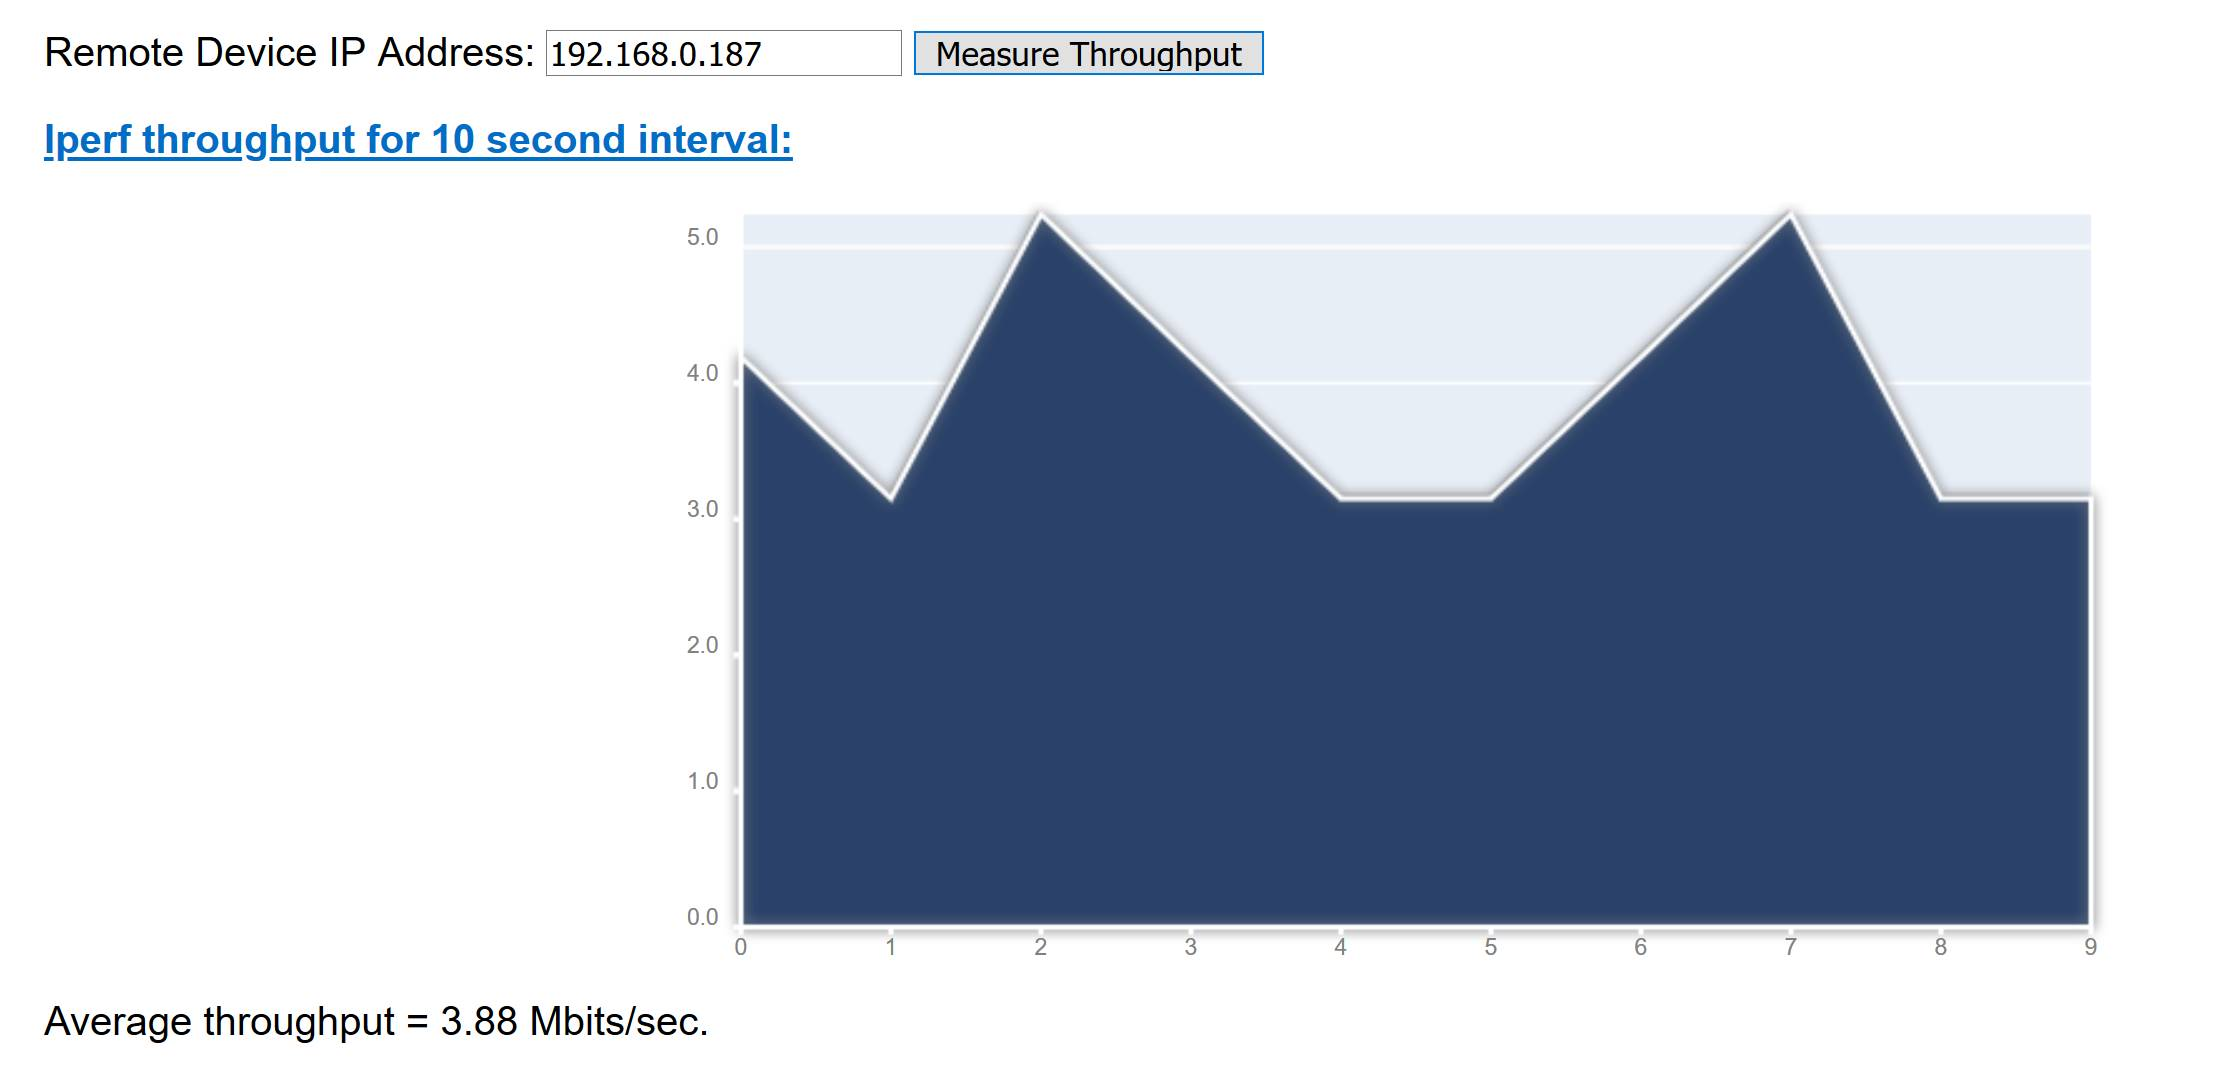 Remote Device IP Address: 192.168.0.187 Measure Throughput
Iperf throughput for 10 second interval:
5.0
4.0
3.0
2.0
1.0
0.0
0 1 2 3 4 5 6 7 8 9
Average throughput = 3.88 Mbits/sec.